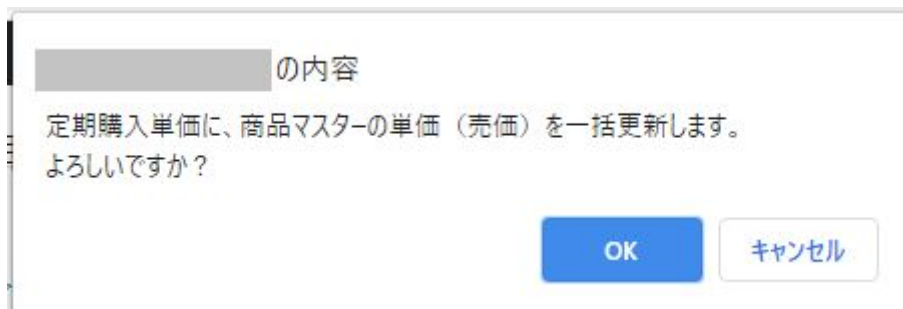 の内容
定期購入単価に、商品マスターの単価（売価）を一括更新します。
よろしいですか？
OK
キャンセル